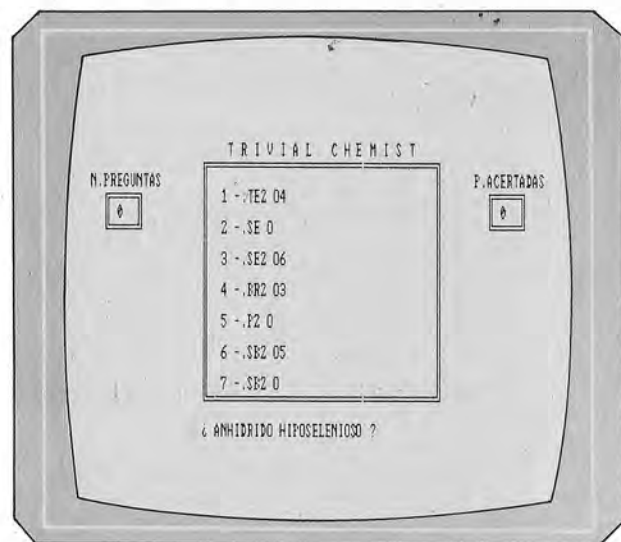 TRIVIAL CHEMIST
N.PREGUNTAS
0
P.ACERTADAS
0
1 -.TE2 O4
2 -.SE O
3 -.SE2 O6
4 -.BR2 O3
5 -.P2 O
6 -.SB2 O5
7 -.SB2 O
¿ ANHIDRIDO HIPOSELENIOSO ?